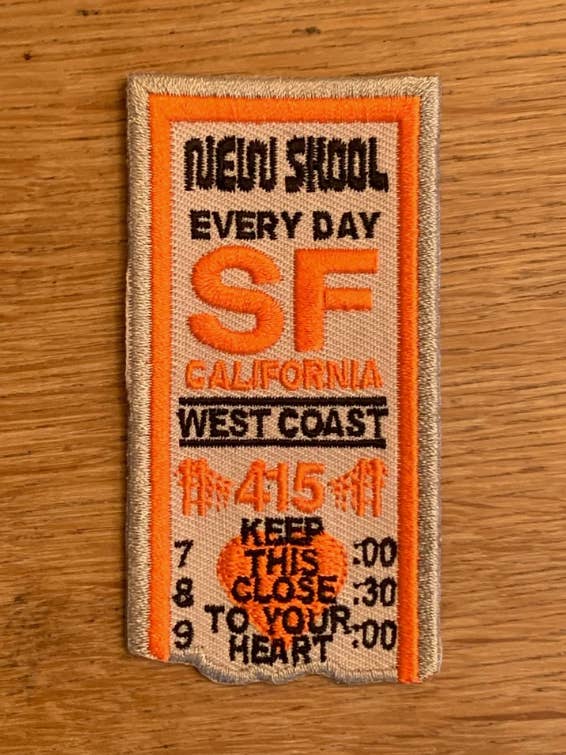 NEW SKOOL
EVERY DAY
SF
CALIFORNIA
WEST COAST
415
KEEP
7 THIS :00
8 CLOSE :30
9 TO YOUR :00
HEART